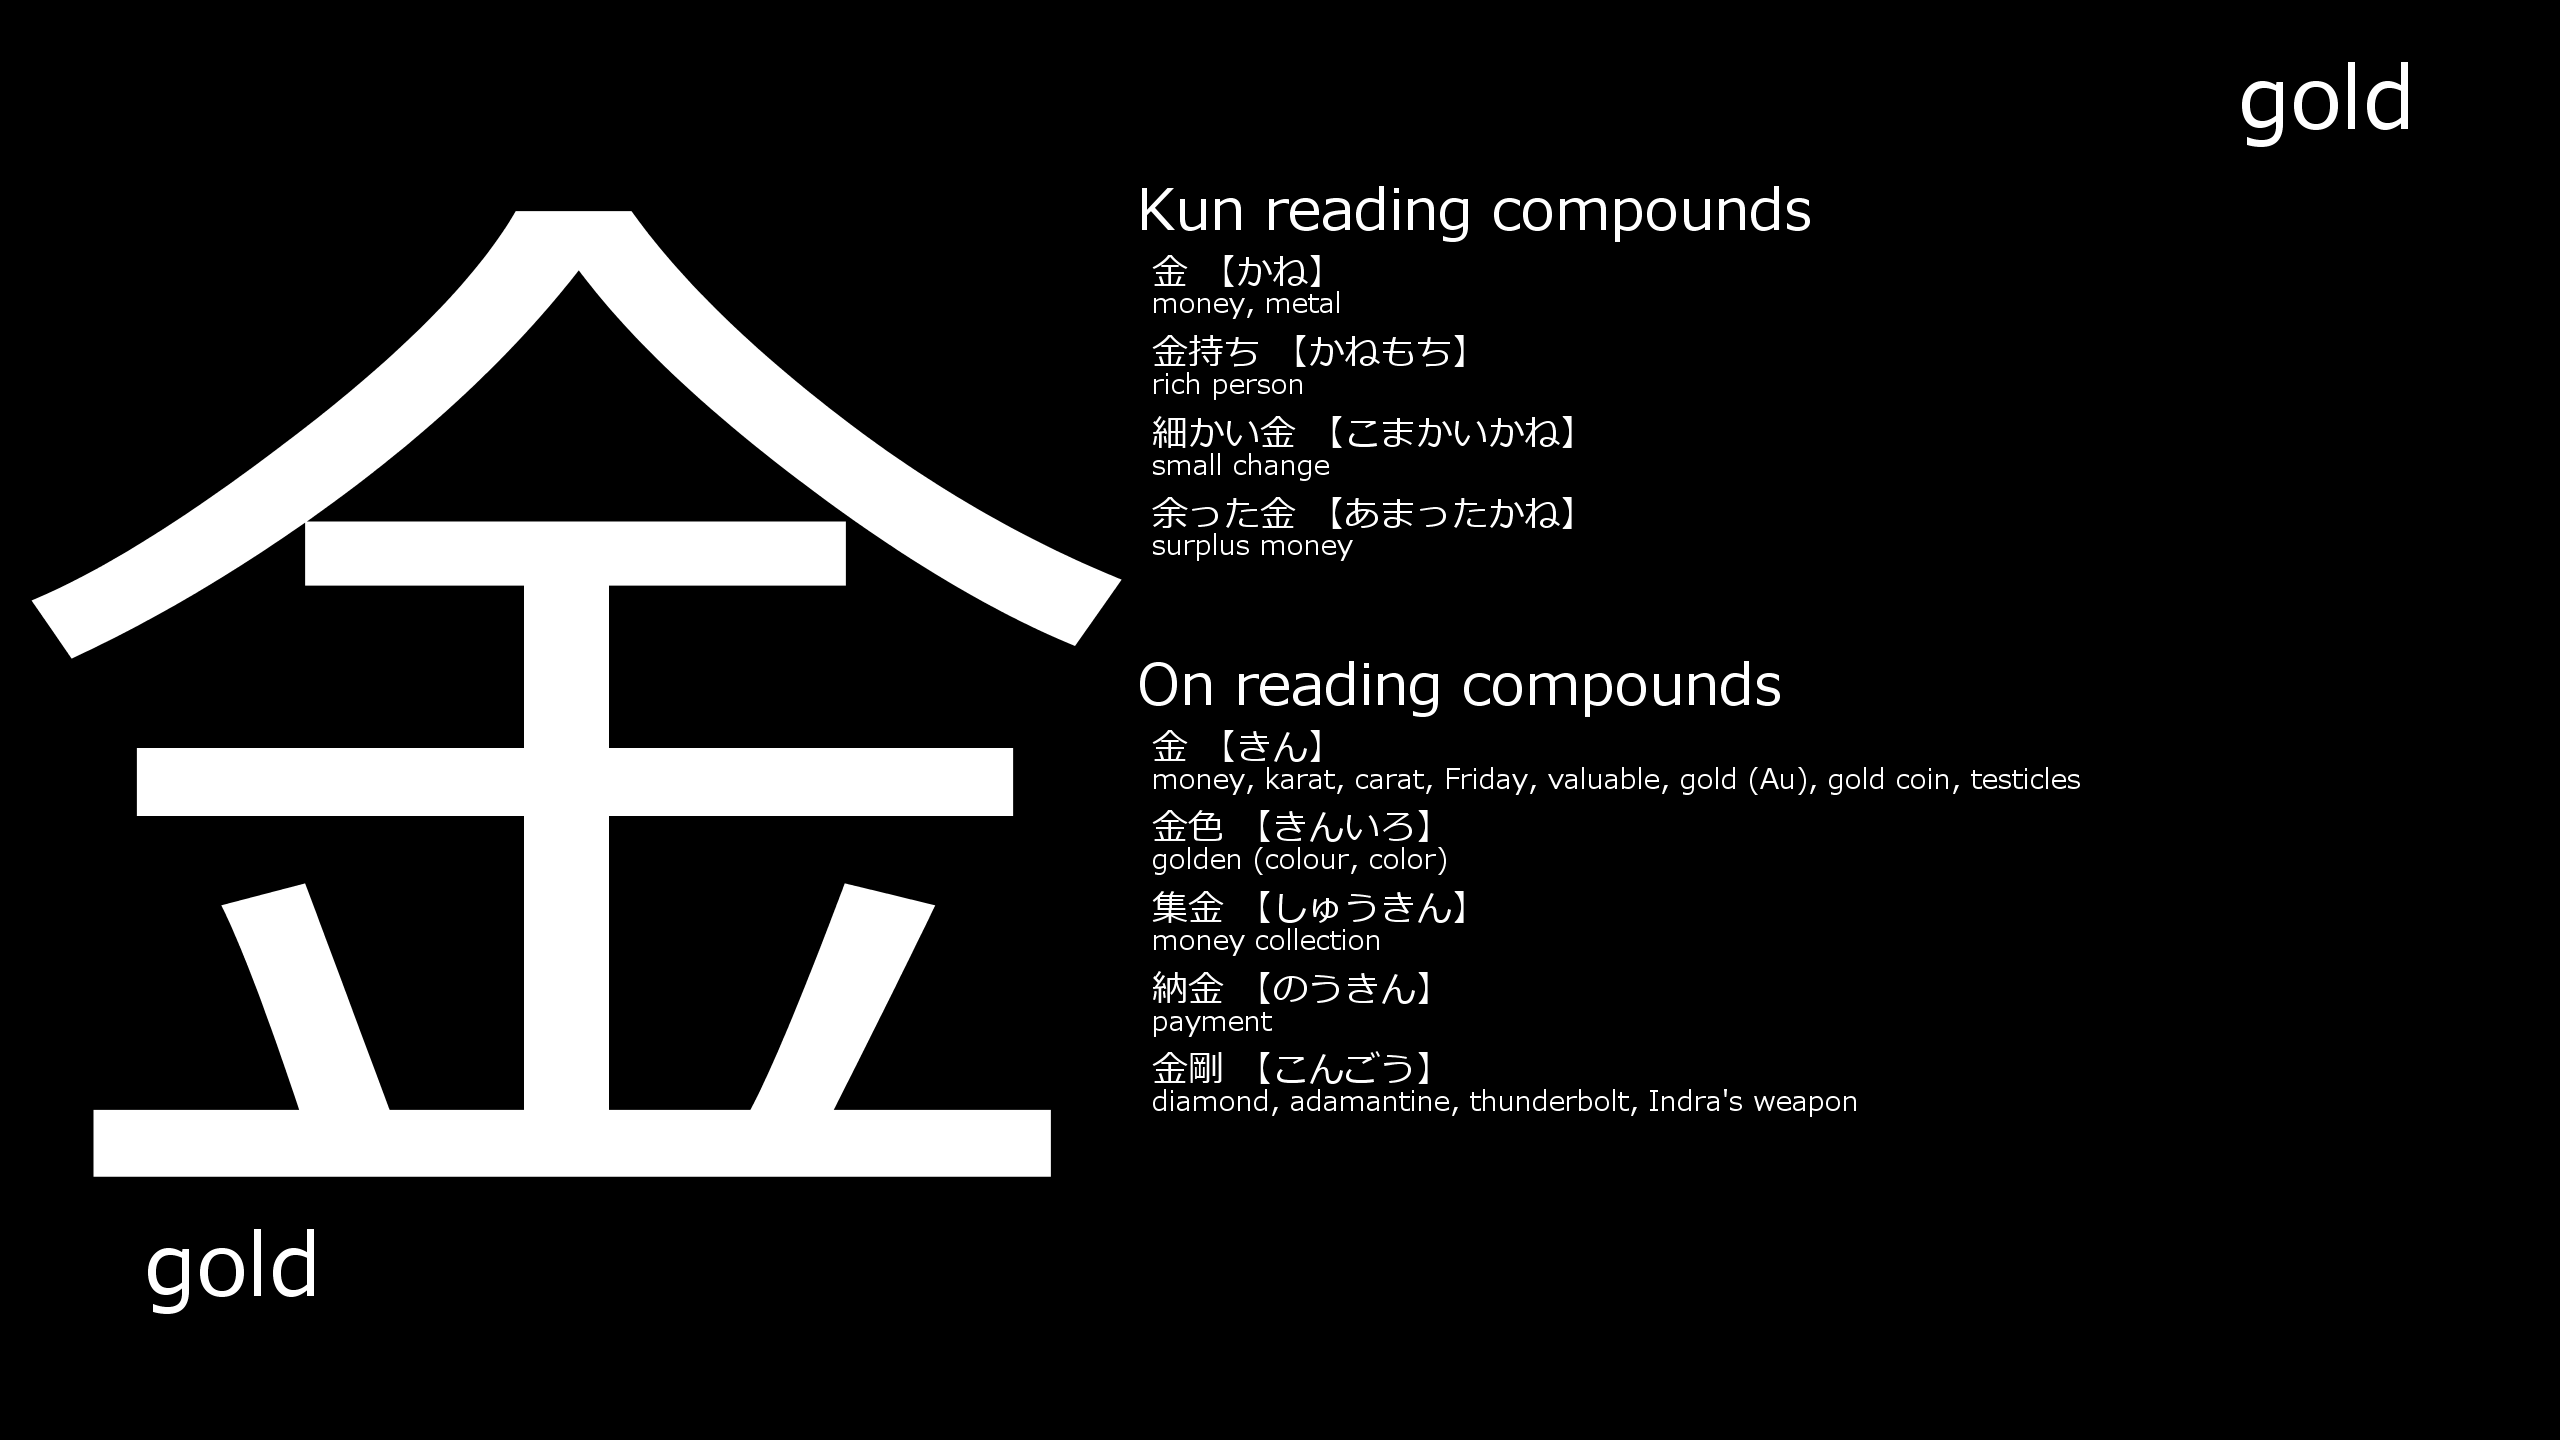 gold
金
Kun reading compounds
金 【かね】
money, metal
金持ち 【かねもち】
rich person
細かい金 【こまかいかね】
small change
余った金 【あまったかね】
surplus money
On reading compounds
金 【きん】
money, karat, carat, Friday, valuable, gold (Au), gold coin, testicles
金色 【きんいろ】
golden (colour, color)
集金 【しゅうきん】
money collection
納金 【のうきん】
payment
金剛 【こんごう】
diamond, adamantine, thunderbolt, Indra's weapon
gold